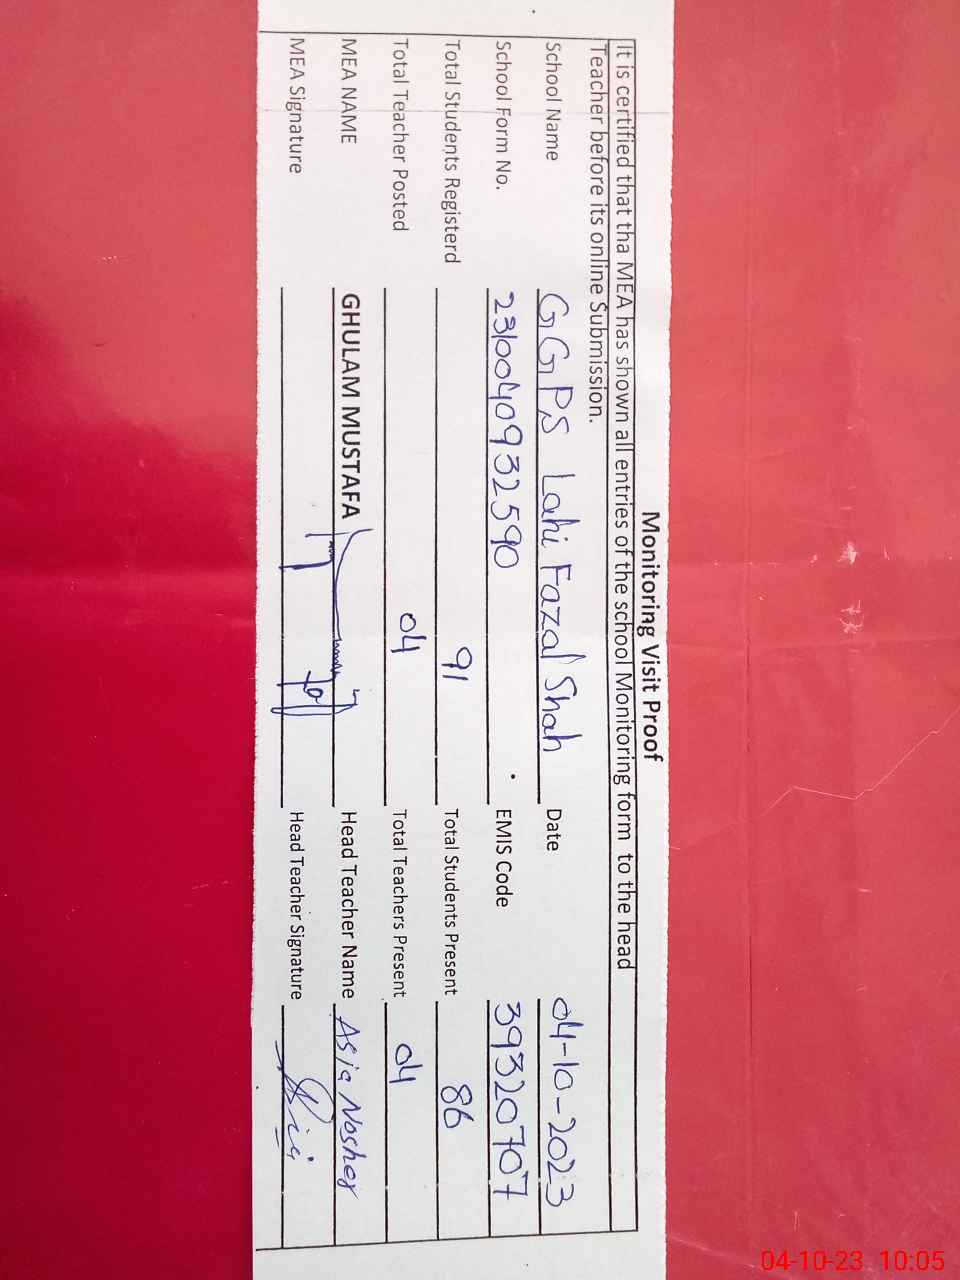 Monitoring Visit Proof
It is certified that tha MEA has shown all entries of the school Monitoring form to the head
Teacher before its online Submission.
School Name GGPS Lahi Fazal Shah Date 04-10-2023
School Form No. 2310040932590 EMIS Code 39320707
Total Students Registerd 91 Total Students Present 86
Total Teacher Posted 04 Total Teachers Present 04
MEA NAME GHULAM MUSTAFA Head Teacher Name Asia Nosher
MEA Signature Head Teacher Signature
04-10-23 10:05